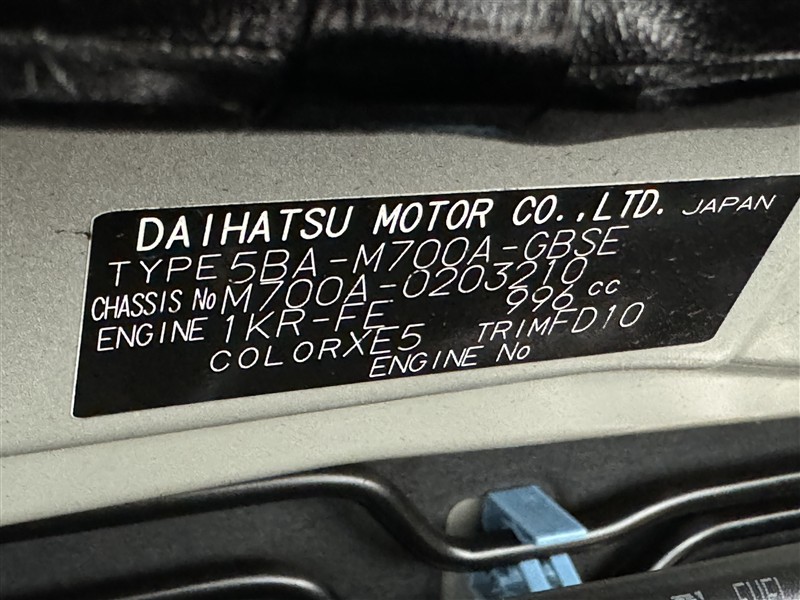 DAIHATSU MOTOR CO.,LTD. JAPAN
TYPE 5BA-M700A-GBSE
CHASSIS No M700A-0203210
ENGINE 1KR-FE 996 cc
COLOR XE5 TRIM FD10
ENGINE No
FUEL